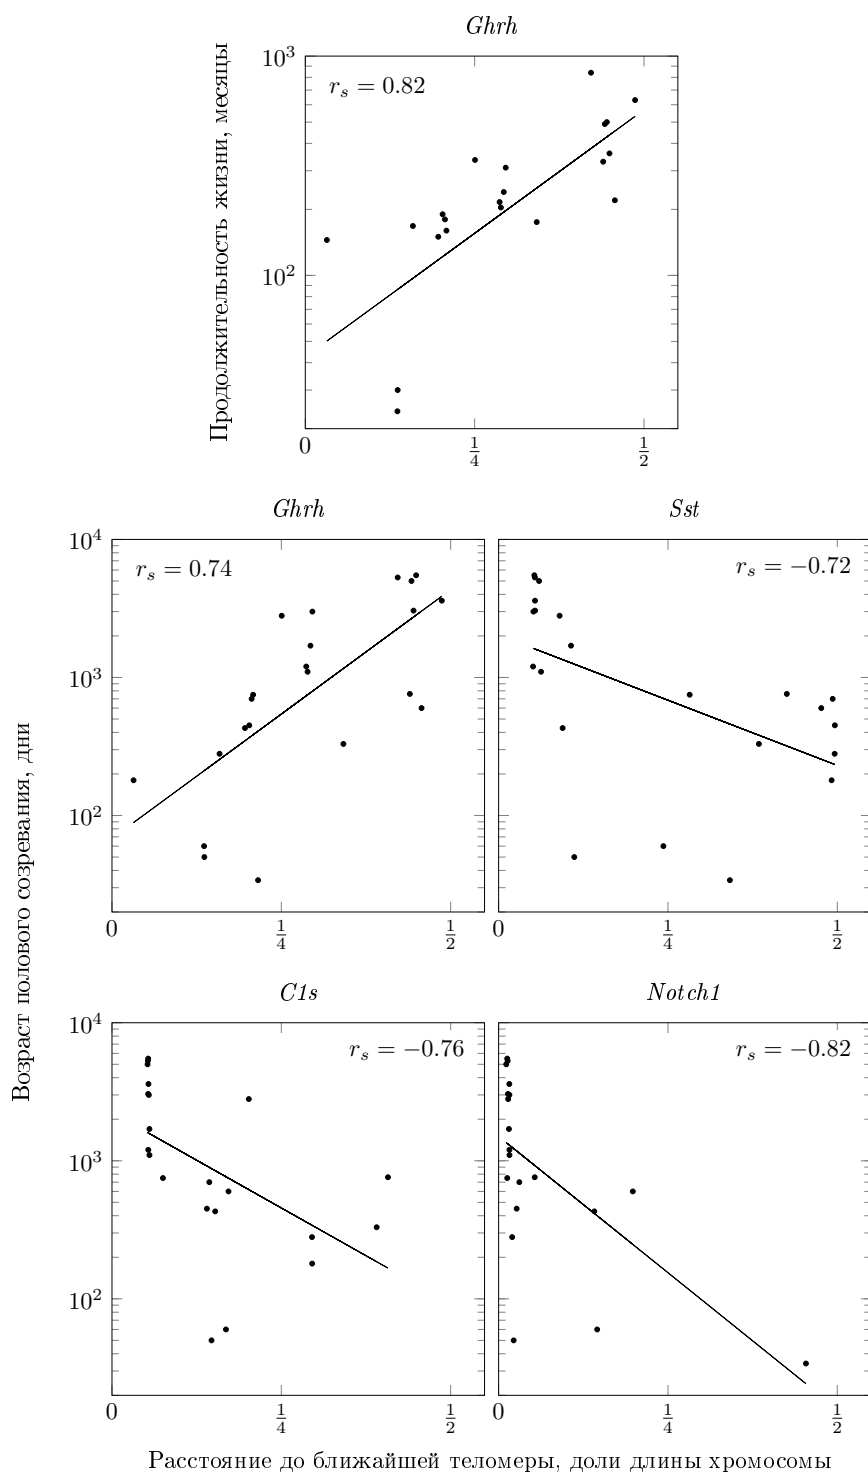 Ghrh
Продолжительность жизни, месяцы
10³
10²
r_s = 0.82
0 1/4 1/2
Возраст полового созревания, дни
Ghrh Sst
10⁴
10³
10²
r_s = 0.74 r_s = −0.72
0 1/4 1/2 0 1/4 1/2
C1s Notch1
10⁴
10³
10²
r_s = −0.76 r_s = −0.82
0 1/4 1/2 0 1/4 1/2
Расстояние до ближайшей теломеры, доли длины хромосомы